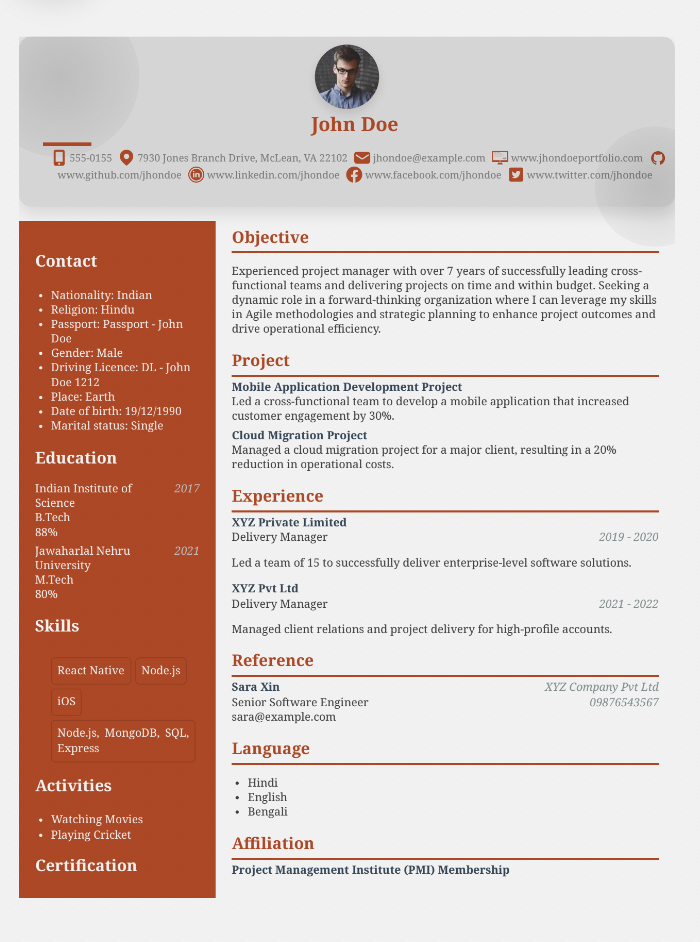 John Doe
555-0155 7930 Jones Branch Drive, McLean, VA 22102 jhondoe@example.com www.jhondoeportfolio.com
www.github.com/jhondoe www.linkedin.com/jhondoe www.facebook.com/jhondoe www.twitter.com/jhondoe
Contact
• Nationality: Indian
• Religion: Hindu
• Passport: Passport - John
Doe
• Gender: Male
• Driving Licence: DL - John
Doe 1212
• Place: Earth
• Date of birth: 19/12/1990
• Marital status: Single
Education
Indian Institute of 2017
Science
B.Tech
88%
Jawaharlal Nehru 2021
University
M.Tech
80%
Skills
React Native Node.js
iOS
Node.js, MongoDB, SQL,
Express
Activities
• Watching Movies
• Playing Cricket
Certification
Objective
Experienced project manager with over 7 years of successfully leading cross-
functional teams and delivering projects on time and within budget. Seeking a
dynamic role in a forward-thinking organization where I can leverage my skills
in Agile methodologies and strategic planning to enhance project outcomes and
drive operational efficiency.
Project
Mobile Application Development Project
Led a cross-functional team to develop a mobile application that increased
customer engagement by 30%.
Cloud Migration Project
Managed a cloud migration project for a major client, resulting in a 20%
reduction in operational costs.
Experience
XYZ Private Limited
Delivery Manager 2019 - 2020
Led a team of 15 to successfully deliver enterprise-level software solutions.
XYZ Pvt Ltd
Delivery Manager 2021 - 2022
Managed client relations and project delivery for high-profile accounts.
Reference
Sara Xin XYZ Company Pvt Ltd
Senior Software Engineer 09876543567
sara@example.com
Language
• Hindi
• English
• Bengali
Affiliation
Project Management Institute (PMI) Membership